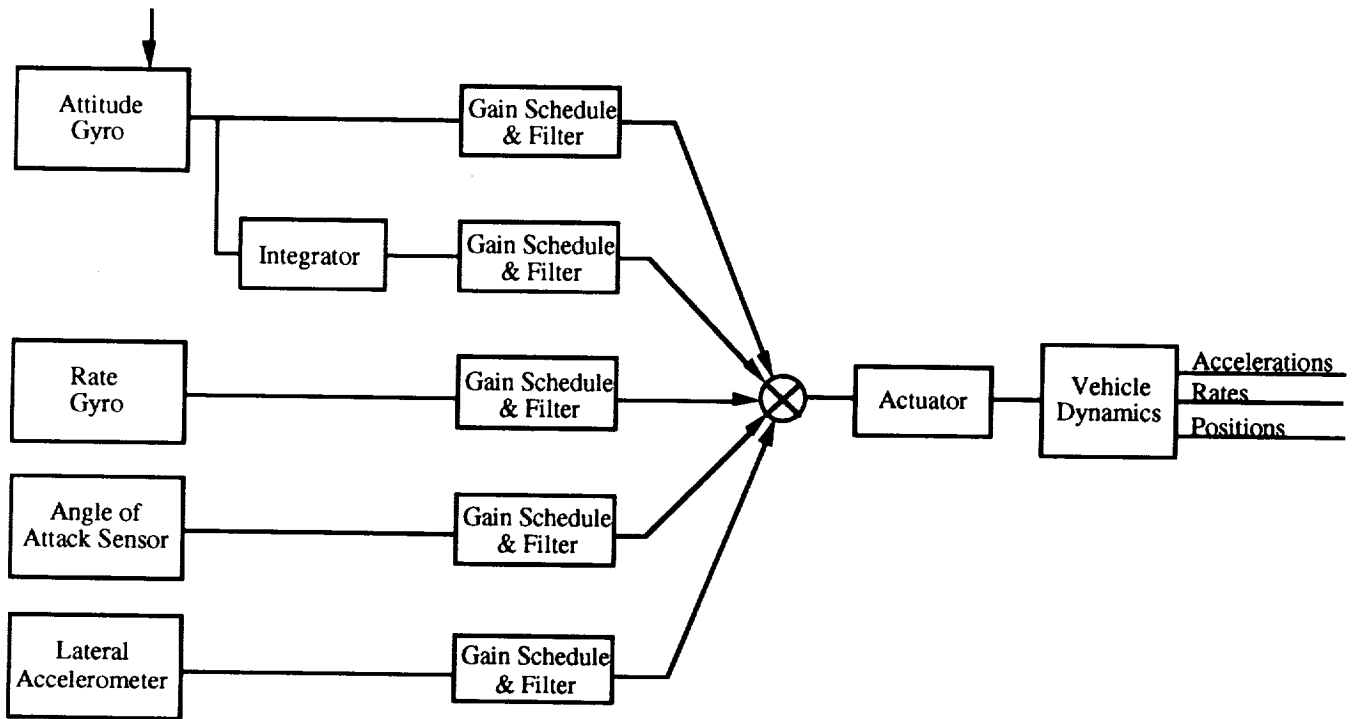 Attitude
Gyro
Gain Schedule
& Filter
Integrator
Gain Schedule
& Filter
Rate
Gyro
Gain Schedule
& Filter
Actuator
Vehicle
Dynamics
Accelerations
Rates
Positions
Angle of
Attack Sensor
Gain Schedule
& Filter
Lateral
Accelerometer
Gain Schedule
& Filter